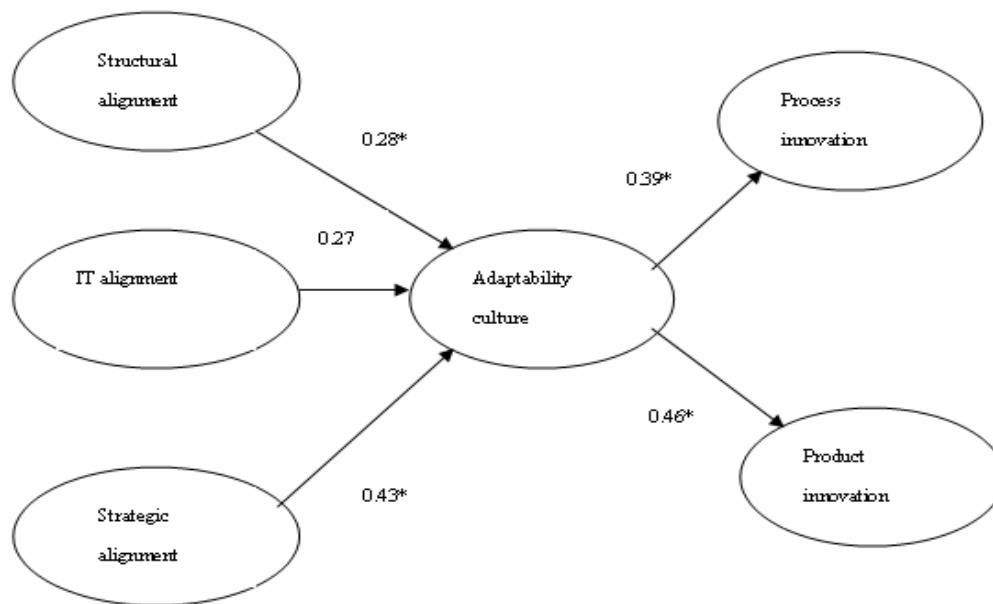 Structural
alignment
0.28*
Process
innovation
0.39*
0.27
IT alignment
Adaptability
culture
0.46*
Product
innovation
0.43*
Strategic
alignment